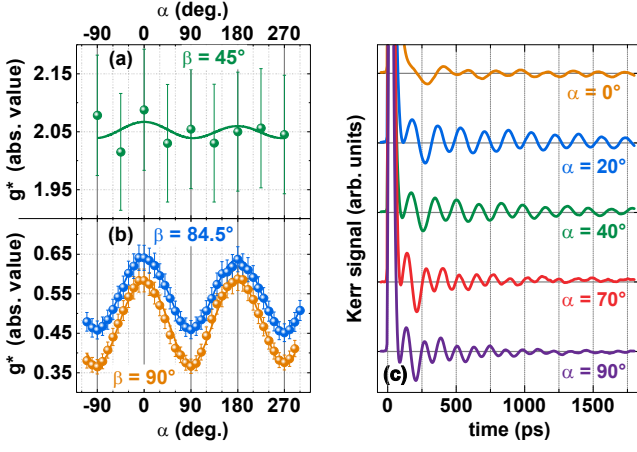 α (deg.)
-90 0 90 180 270
(a) β = 45°
2.15
2.05
1.95
g* (abs. value)
(b) β = 84.5°
0.65
0.55
0.45
0.35
g* (abs. value)
β = 90°
-90 0 90 180 270
α (deg.)
Kerr signal (arb. units)
α = 0°
α = 20°
α = 40°
α = 70°
α = 90°
(c)
0 500 1000 1500
time (ps)